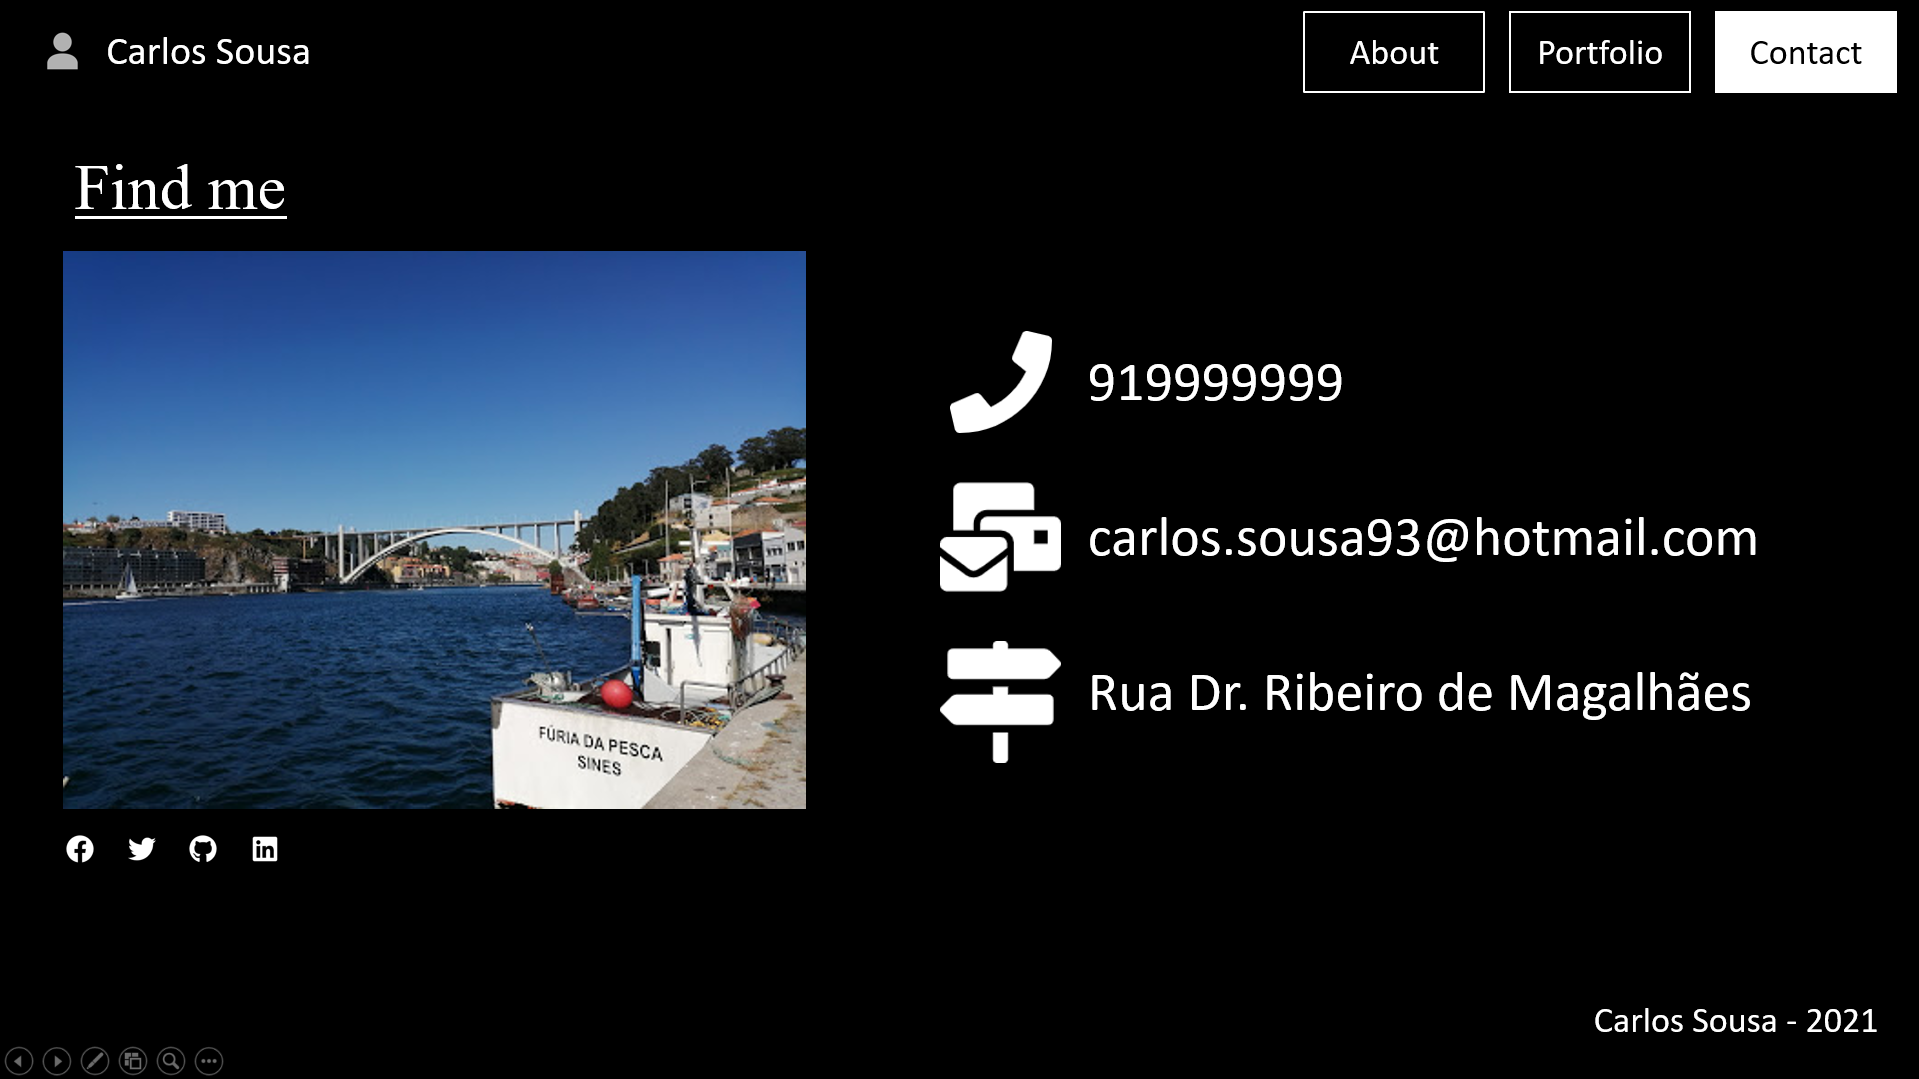 Carlos Sousa
About
Portfolio
Contact
Find me
FÚRIA DA PESCA
SINES
919999999
carlos.sousa93@hotmail.com
Rua Dr. Ribeiro de Magalhães
Carlos Sousa - 2021